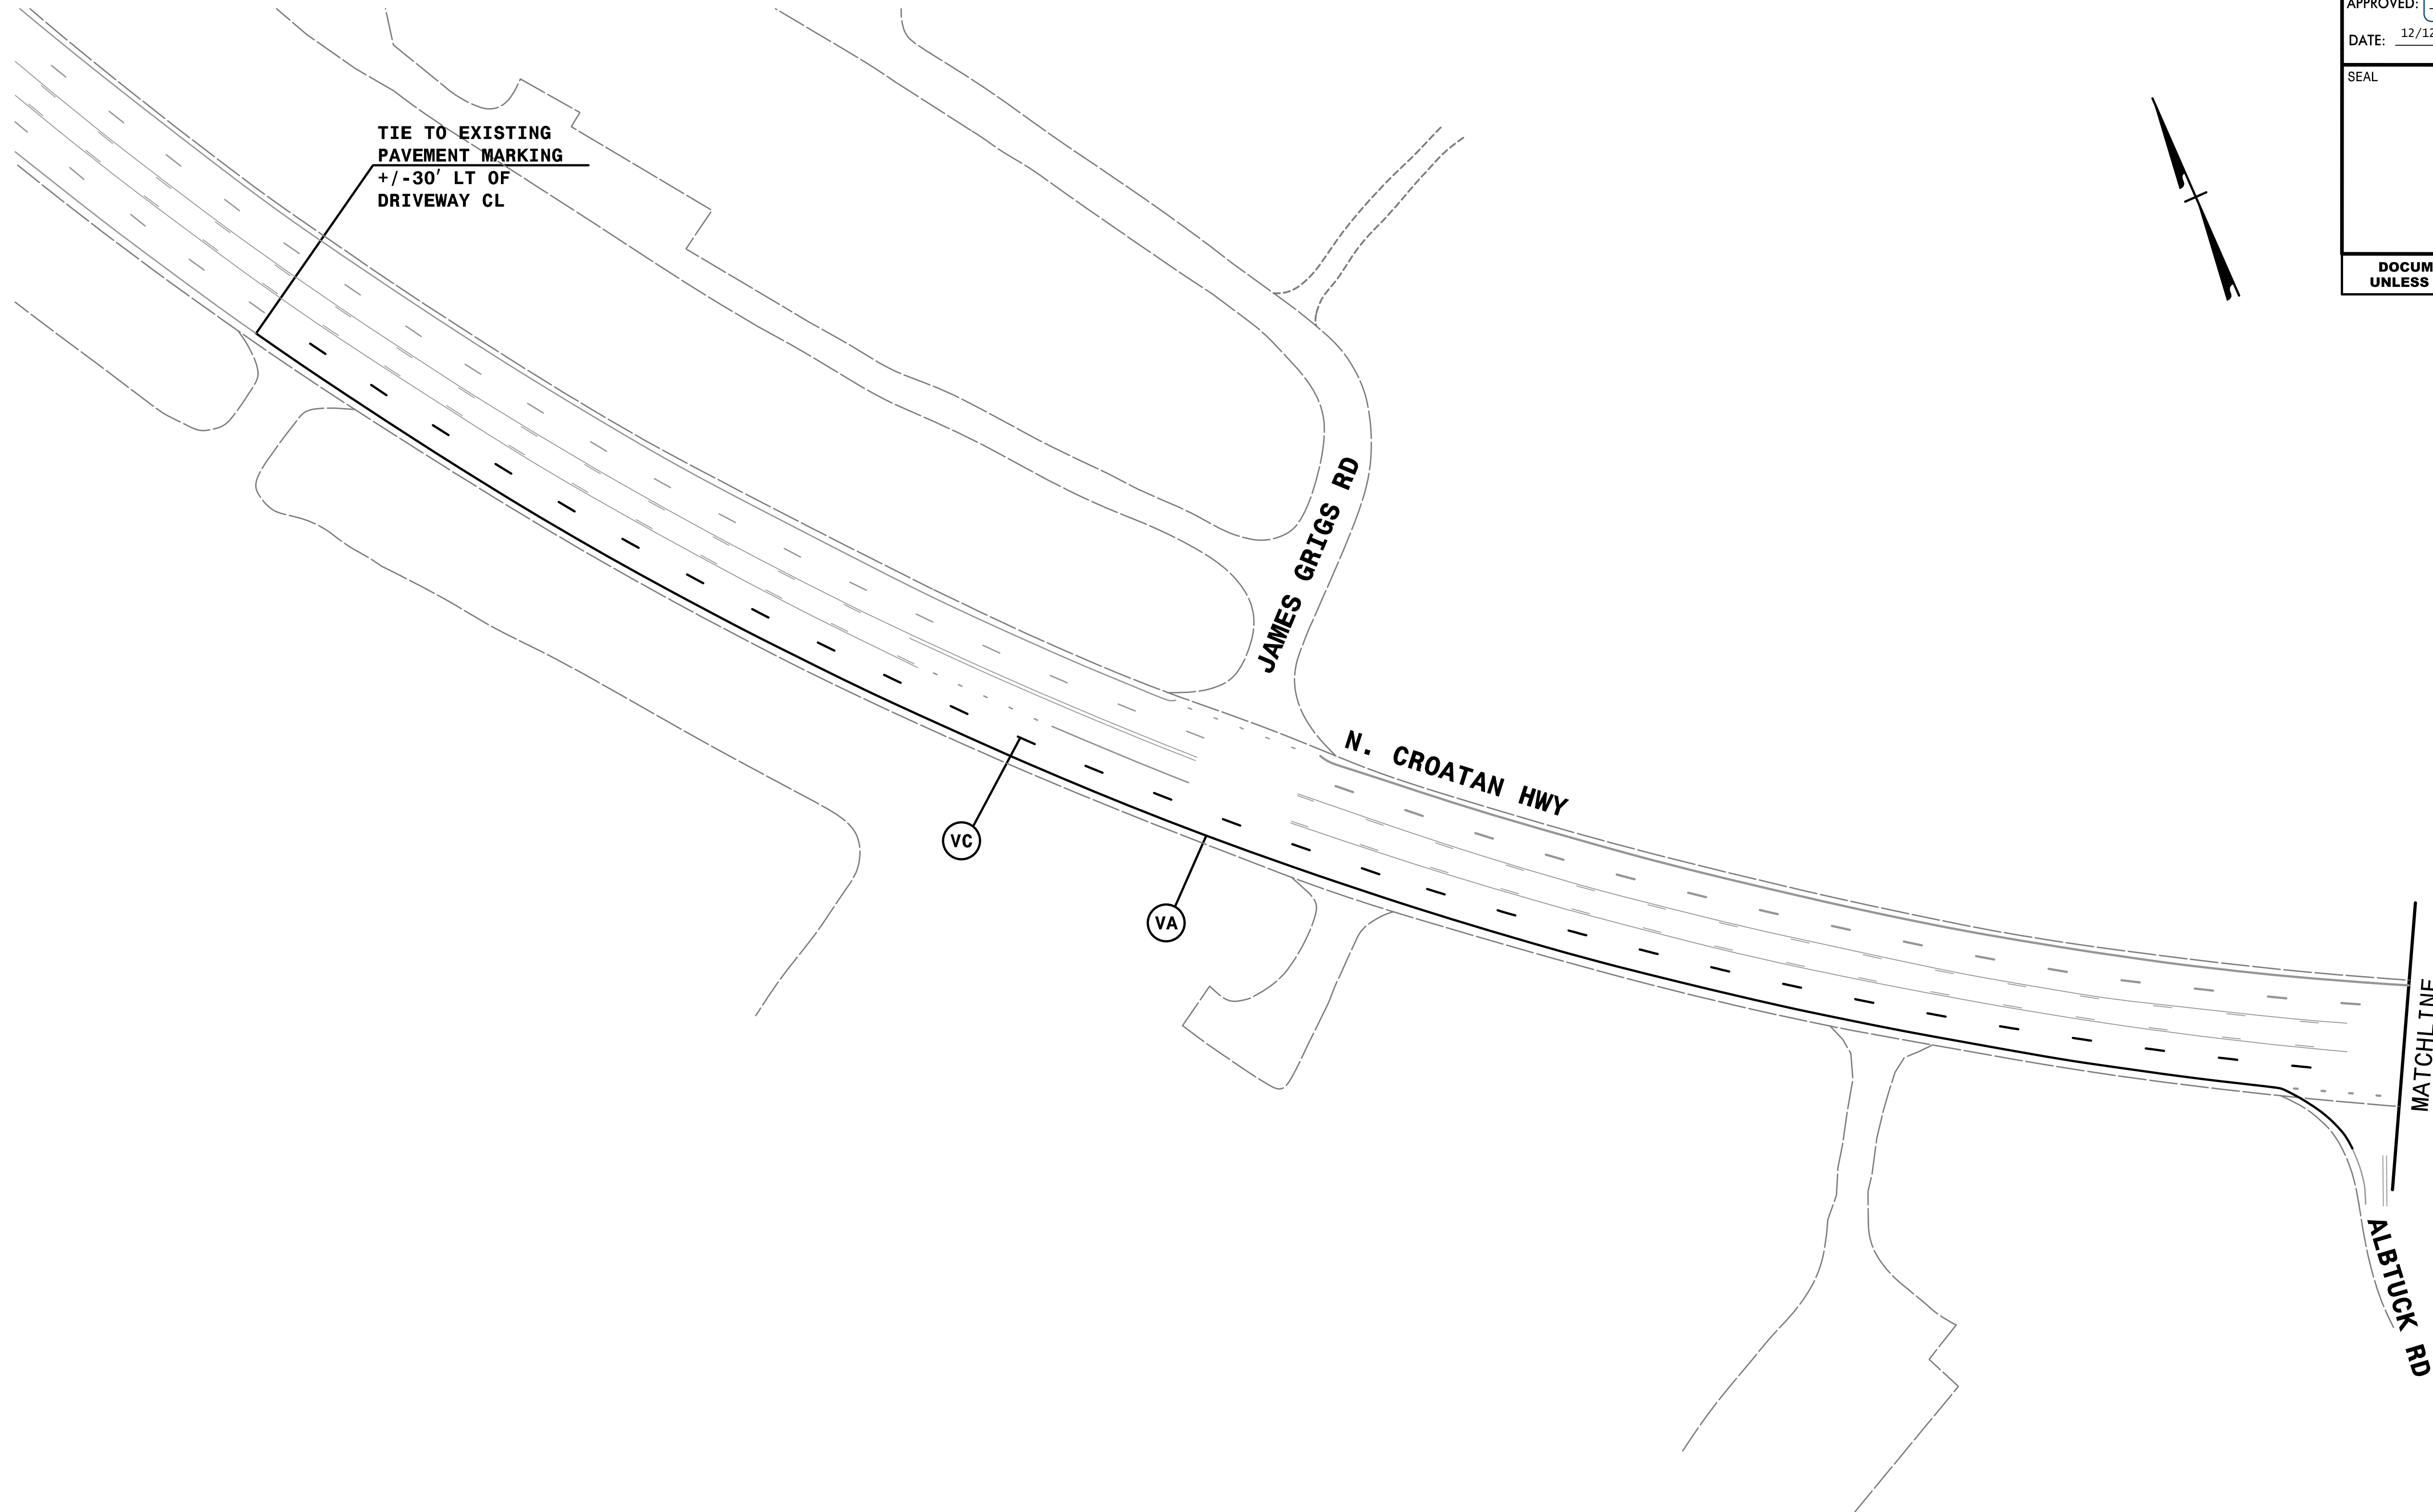 APPROVED:
DATE: 12/12
SEAL
DOCUM
UNLESS
TIE TO EXISTING
PAVEMENT MARKING
+/-30' LT OF
DRIVEWAY CL
JAMES GRIGS RD
N. CROATAN HWY
VC
VA
MATCHLINE
ALBTUCK RD